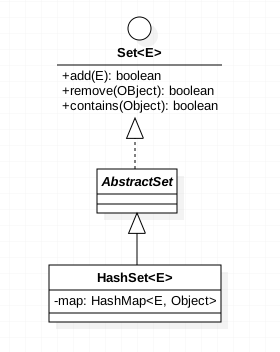 Set<E>
+add(E): boolean
+remove(OBject): boolean
+contains(Object): boolean
AbstractSet
HashSet<E>
-map: HashMap<E, Object>